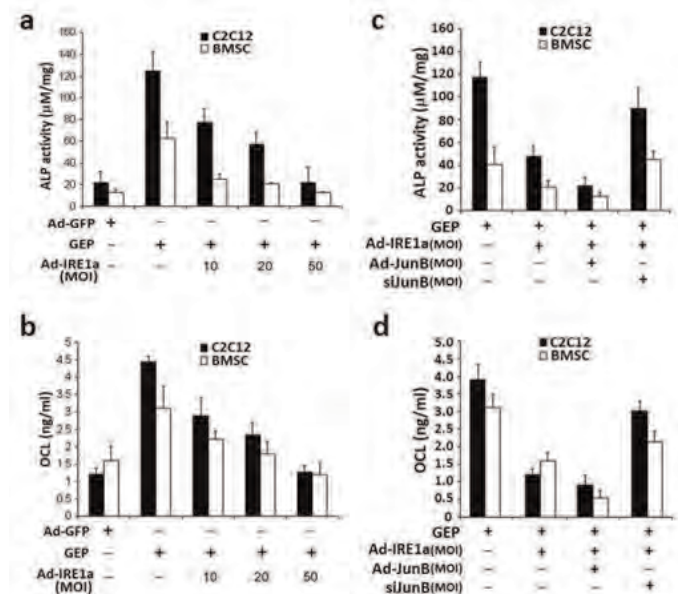 a
C2C12
BMSC
ALP activity (μM/mg)
160
140
120
100
80
60
40
20
0
Ad-GFP + – – – –
GEP – + + + +
Ad-IRE1a (MOI) – – 10 20 50
c
C2C12
BMSC
ALP activity (μM/mg)
160
140
120
100
80
60
40
20
0
GEP + + + +
Ad-IRE1a(MOI) – + + +
Ad-JunB(MOI) – – + –
siJunB(MOI) – – – +
b
C2C12
BMSC
OCL (ng/ml)
5
4.5
4
3.5
3
2.5
2
1.5
1
0.5
0
Ad-GFP + – – – –
GEP – + + + +
Ad-IRE1a (MOI) – – 10 20 50
d
C2C12
BMSC
OCL (ng/ml)
5.0
4.5
4.0
3.5
3.0
2.5
2.0
1.5
1.0
0.5
0.0
GEP + + + +
Ad-IRE1a(MOI) – + + +
Ad-JunB(MOI) – – + –
siJunB(MOI) – – – +